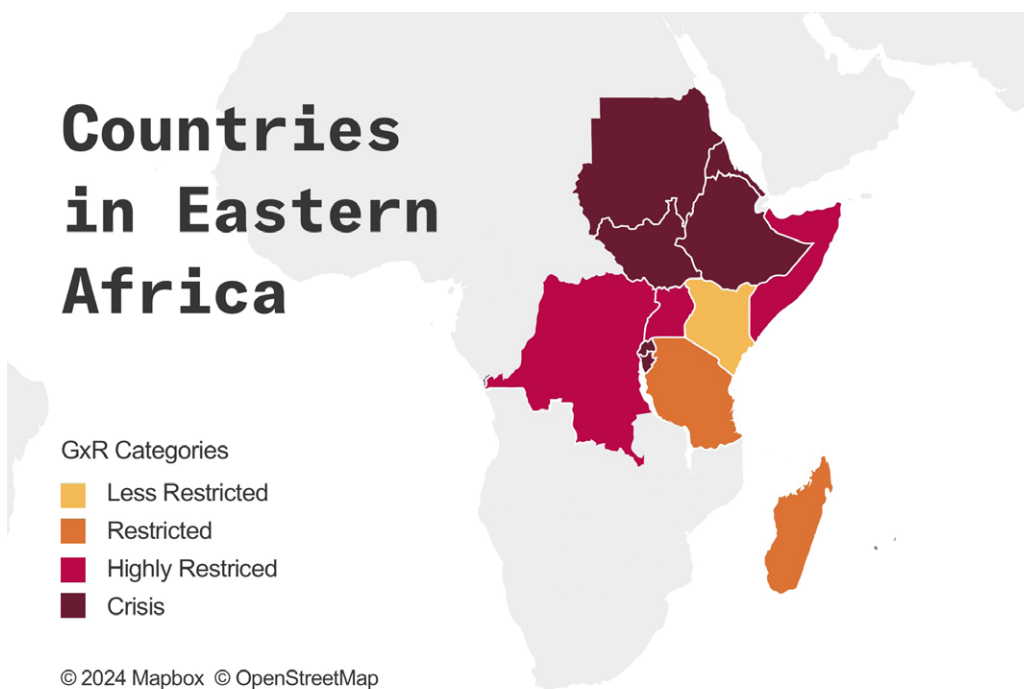 Countries
in Eastern
Africa
GxR Categories
Less Restricted
Restricted
Highly Restriced
Crisis
© 2024 Mapbox © OpenStreetMap